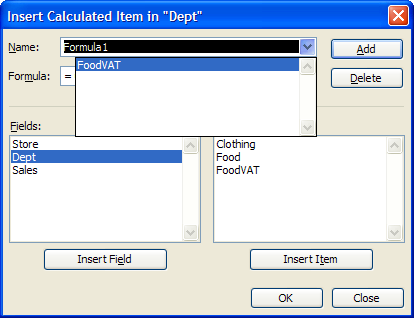 Insert Calculated Item in "Dept"
Name: Formula1 Add
FoodVAT
Formula: = Delete
Fields:
Store Clothing
Dept Food
Sales FoodVAT
Insert Field Insert Item
OK Close